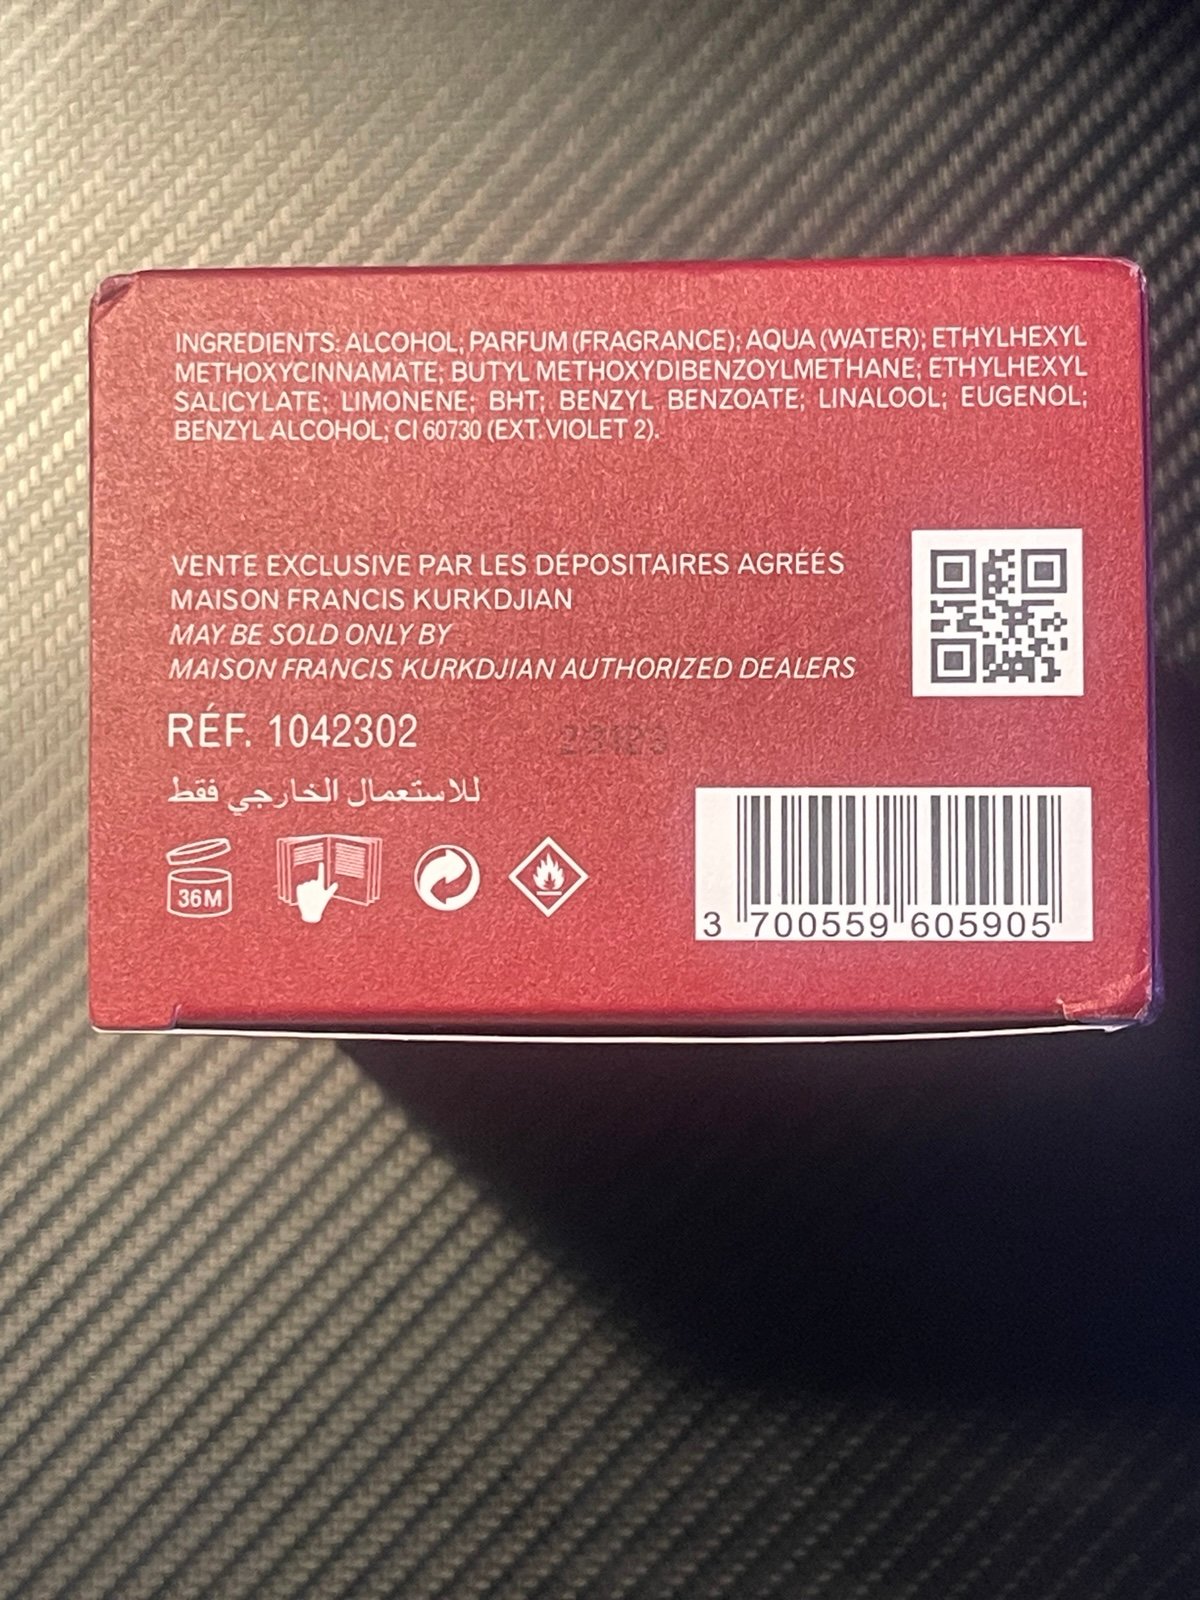 INGREDIENTS: ALCOHOL; PARFUM (FRAGRANCE); AQUA (WATER); ETHYLHEXYL
METHOXYCINNAMATE; BUTYL METHOXYDIBENZOYLMETHANE; ETHYLHEXYL
SALICYLATE; LIMONENE; BHT; BENZYL BENZOATE; LINALOOL; EUGENOL;
BENZYL ALCOHOL; CI 60730 (EXT. VIOLET 2).
VENTE EXCLUSIVE PAR LES DÉPOSITAIRES AGRÉÉS
MAISON FRANCIS KURKDJIAN
MAY BE SOLD ONLY BY
MAISON FRANCIS KURKDJIAN AUTHORIZED DEALERS
RÉF. 1042302
للاستعمال الخارجي فقط
36M
3 700559 605905